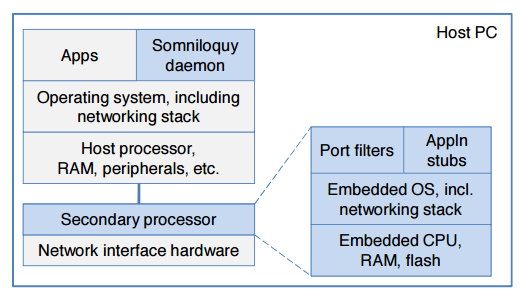 Host PC
Apps
Somniloquy
daemon
Operating system, including
networking stack
Host processor,
RAM, peripherals, etc.
Secondary processor
Network interface hardware
Port filters
Appln
stubs
Embedded OS, incl.
networking stack
Embedded CPU,
RAM, flash